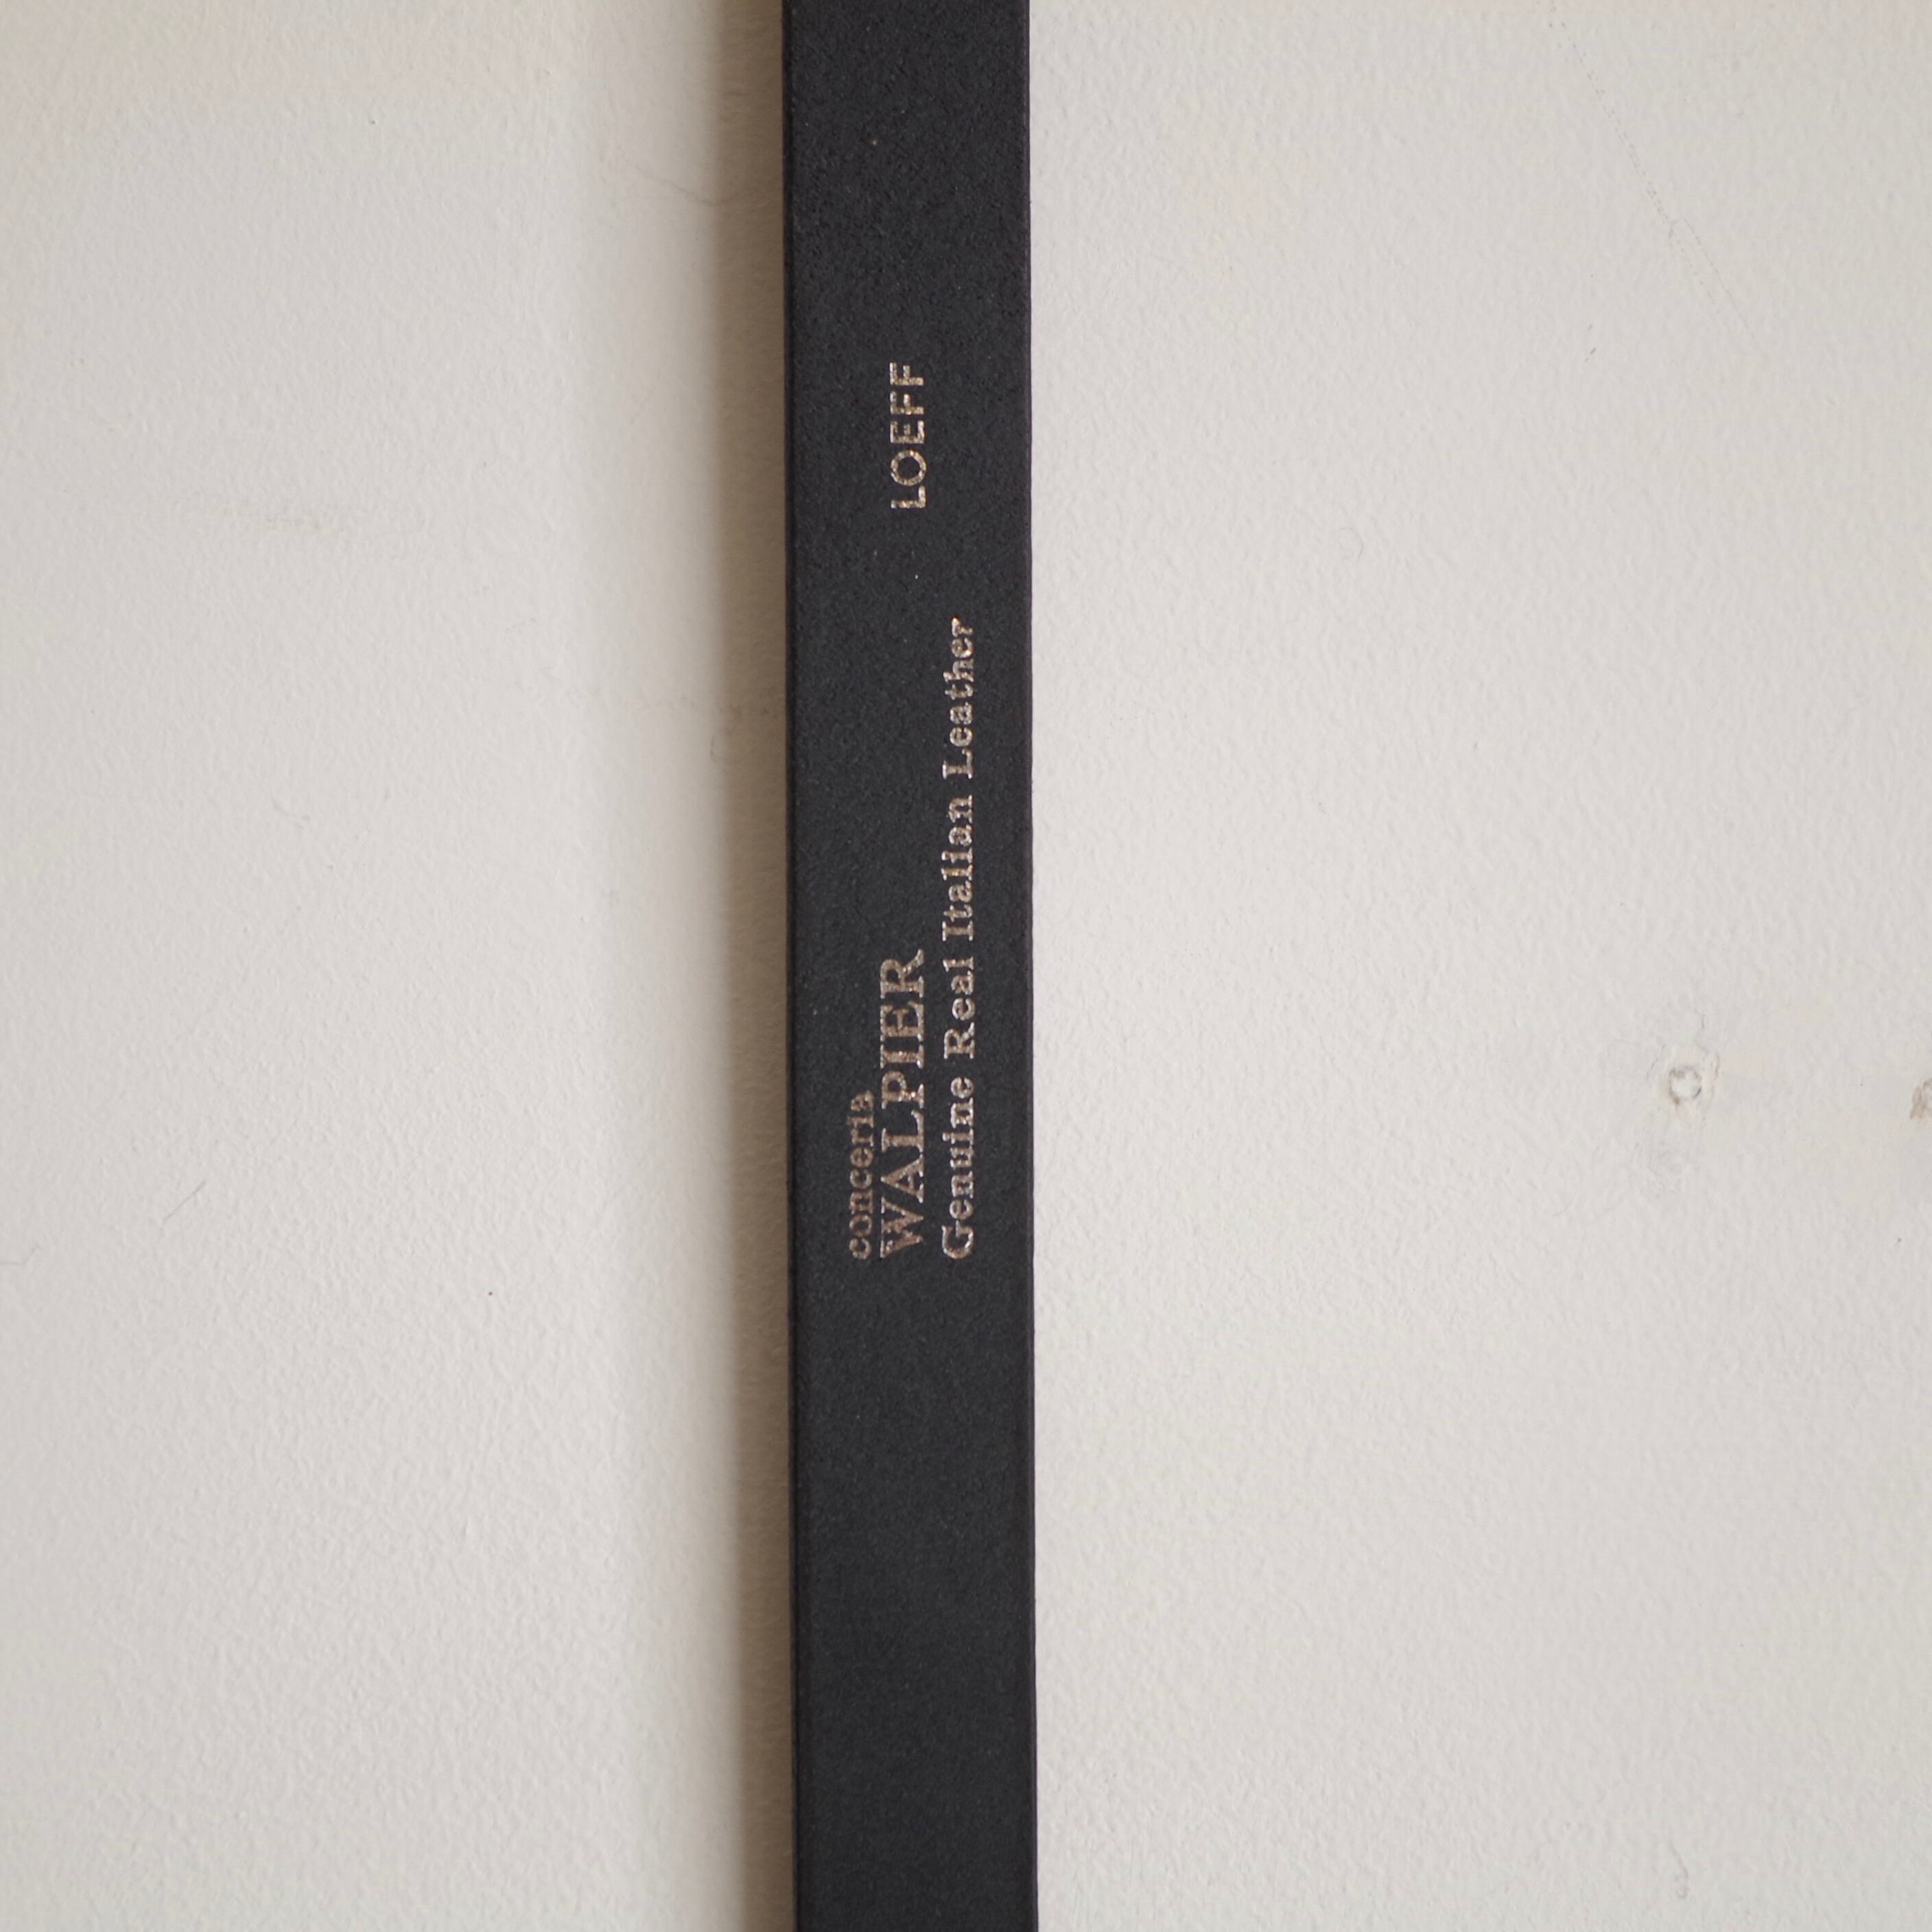 conceria
WALPIER
Genuine Real Italian Leather
LOEFF